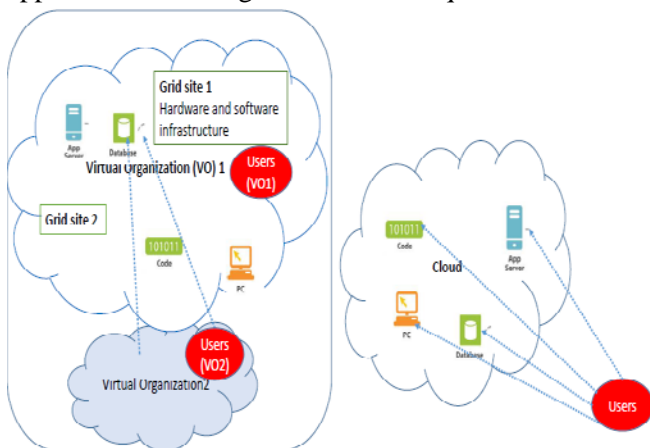 Grid site 1
Hardware and software
infrastructure
App
Server
Database
Virtual Organization (VO) 1
Users
(VO1)
Grid site 2
101011
Code
PC
Users
(VO2)
Virtual Organization2
101011
Code
App
Server
Cloud
PC
Database
Users